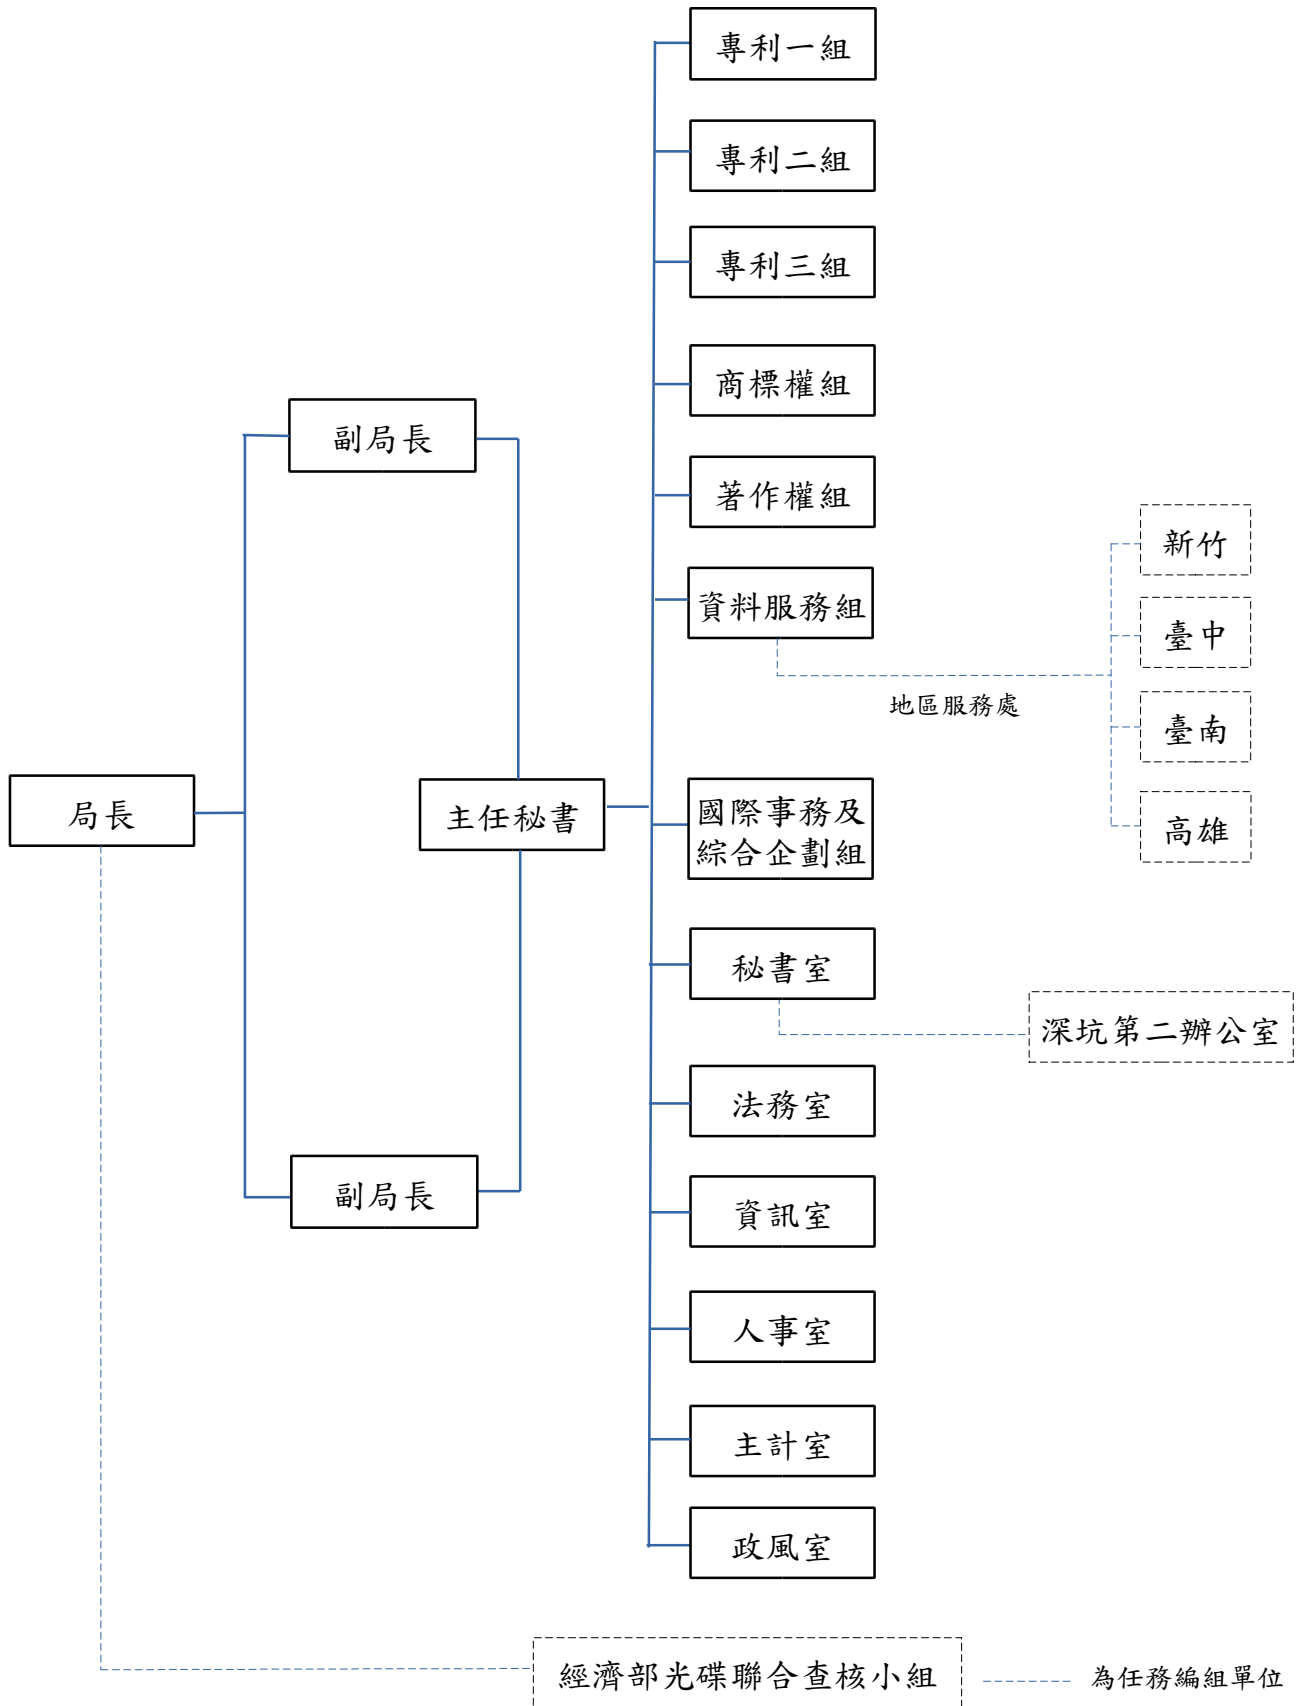 專利一組
專利二組
專利三組
商標權組
副局長
著作權組
新竹
資料服務組
臺中
地區服務處
臺南
局長
主任秘書
國際事務及
綜合企劃組
高雄
秘書室
深坑第二辦公室
法務室
副局長
資訊室
人事室
主計室
政風室
經濟部光碟聯合查核小組
為任務編組單位